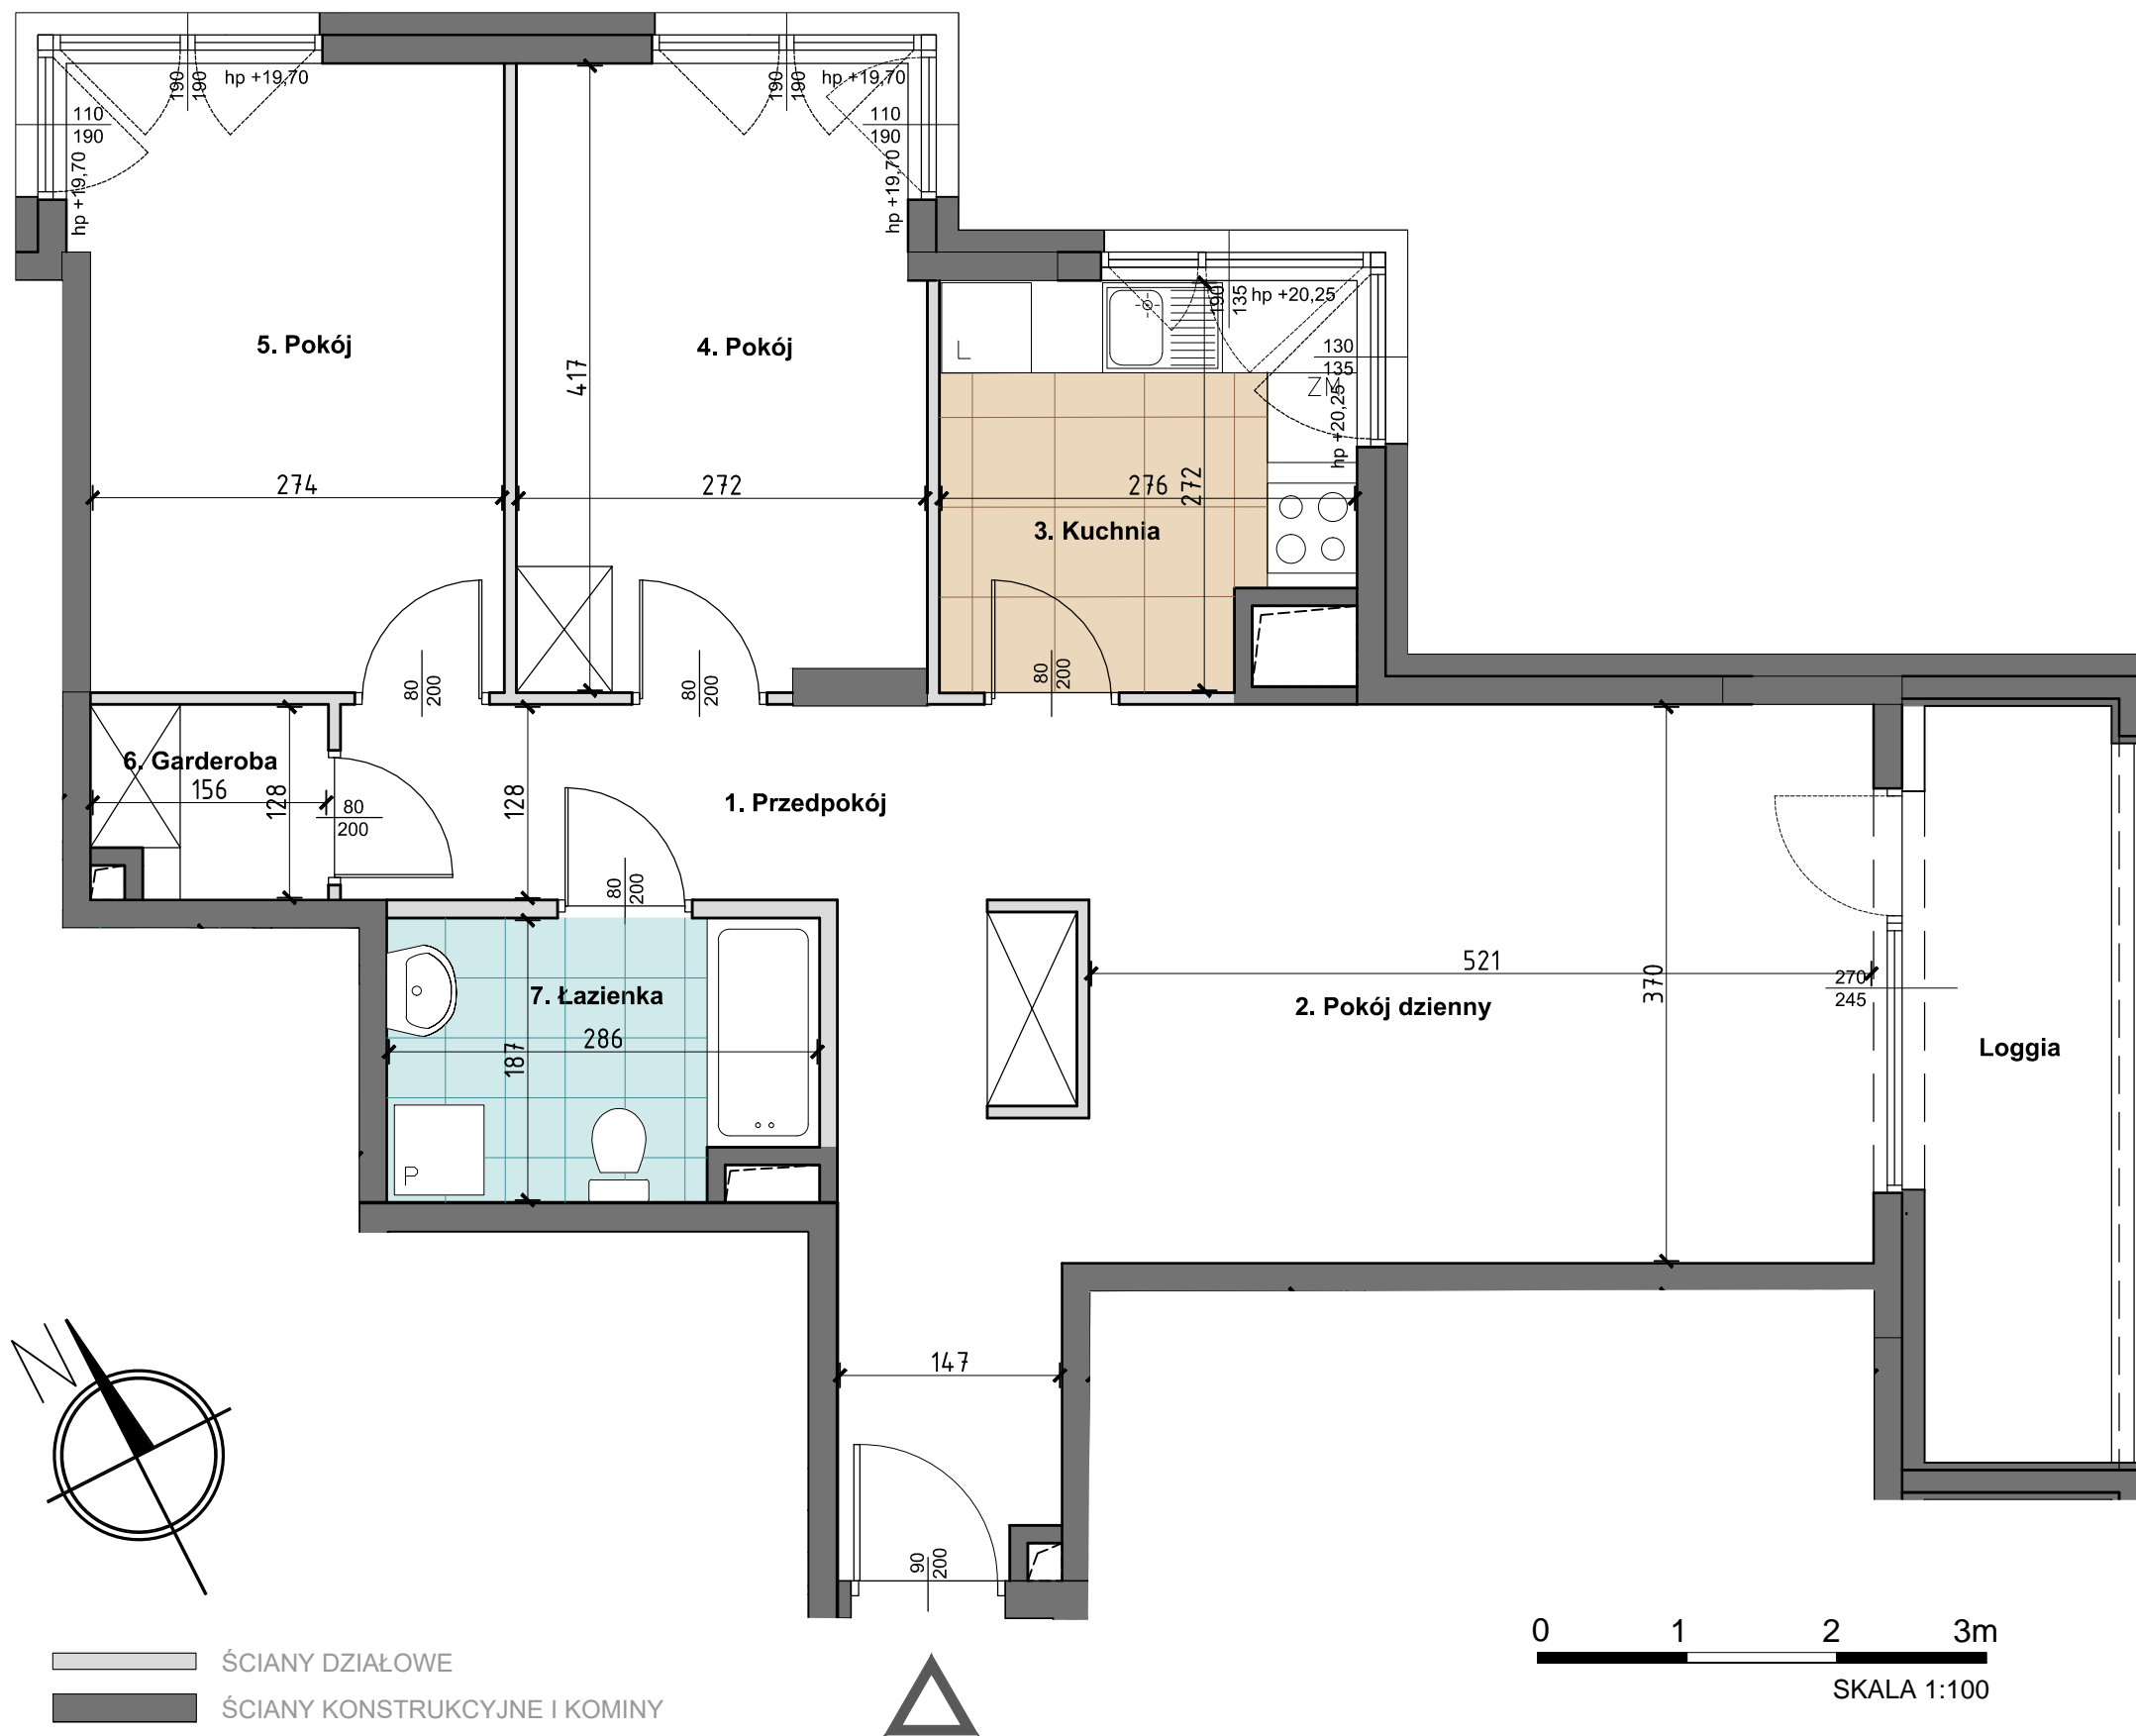 190
190
hp +19,70
110
190
hp +19,70
190
190
hp +19,70
110
190
hp +19,70
190
135
hp +20,25
130
135
hp +20,25
ZM
L
5. Pokój
4. Pokój
417
274
272
276
272
3. Kuchnia
80
200
80
200
80
200
6. Garderoba
156
128
80
200
128
1. Przedpokój
80
200
521
370
270
245
2. Pokój dzienny
Loggia
7. Łazienka
286
187
P
147
90
200
N
0 1 2 3m
SKALA 1:100
ŚCIANY DZIAŁOWE
ŚCIANY KONSTRUKCYJNE I KOMINY